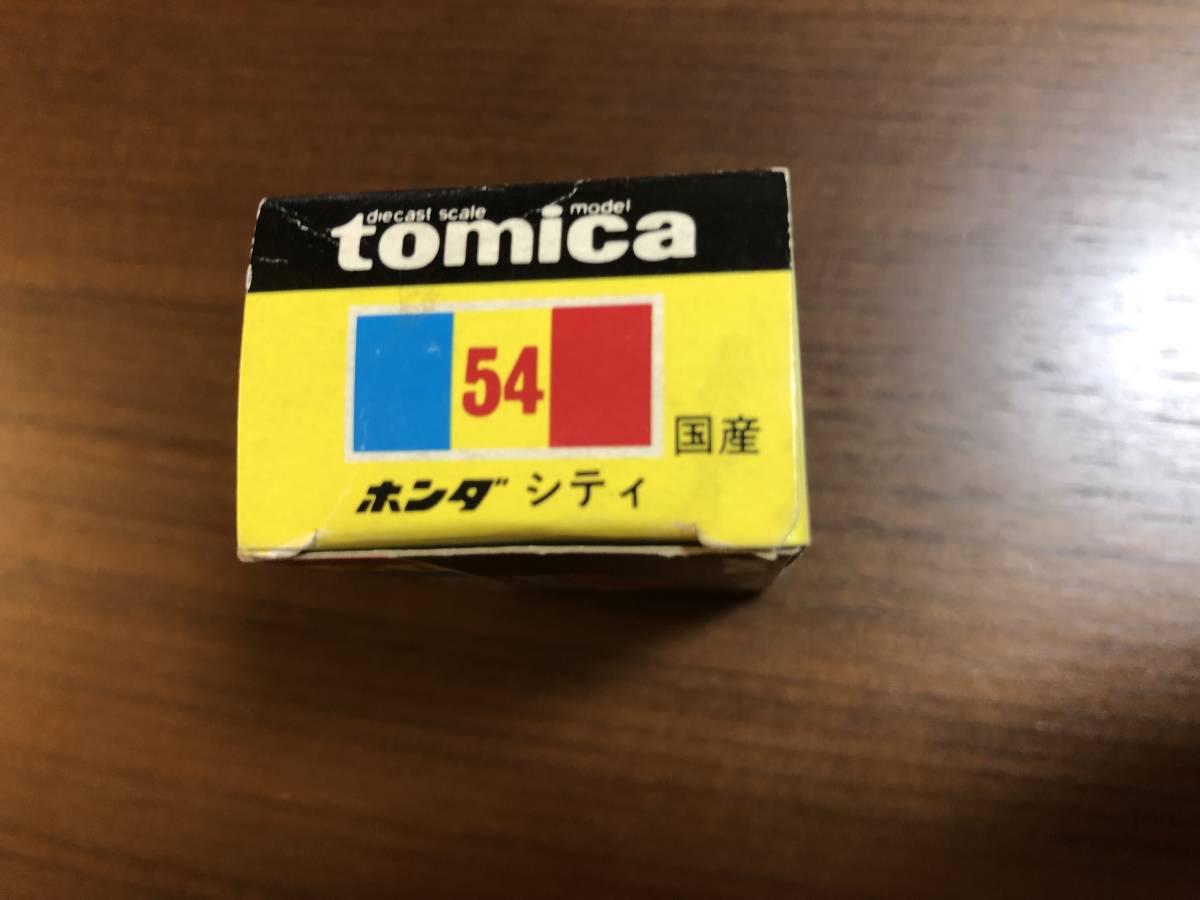 diecast scale model
tomica
54
国産
ホンダ シティ